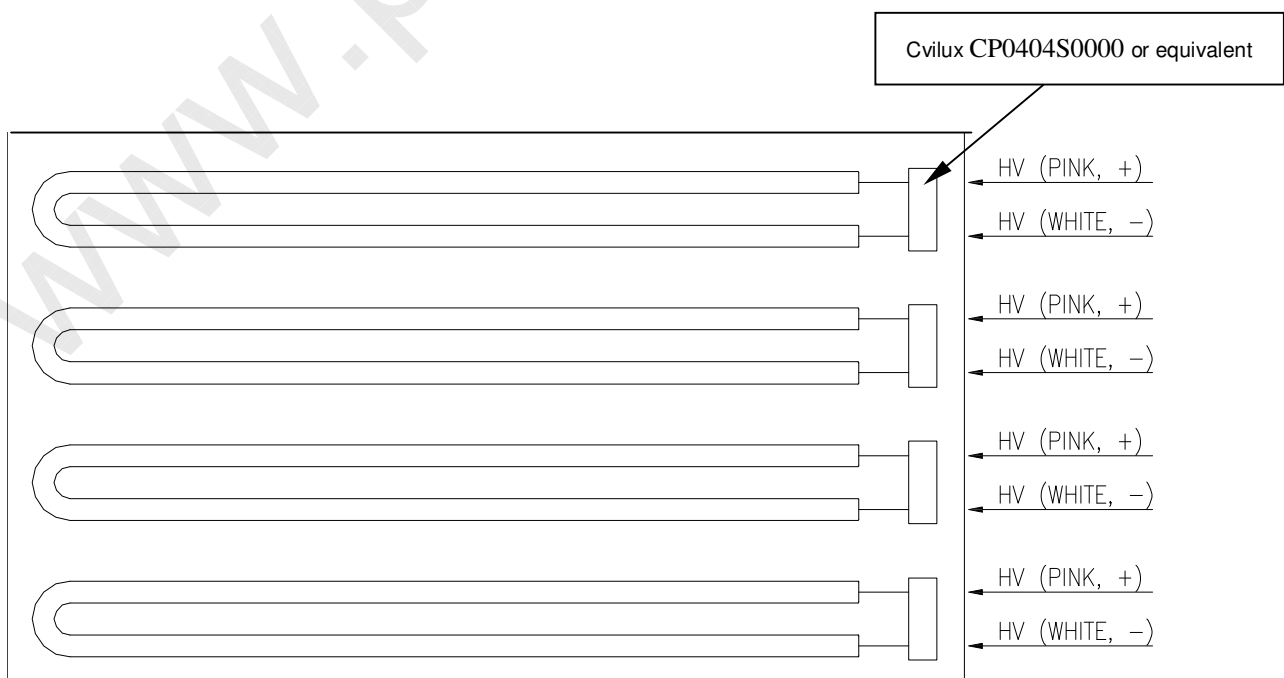 www.p
Cvilux CP0404S0000 or equivalent
HV (PINK, +)
HV (WHITE, -)
HV (PINK, +)
HV (WHITE, -)
HV (PINK, +)
HV (WHITE, -)
HV (PINK, +)
HV (WHITE, -)